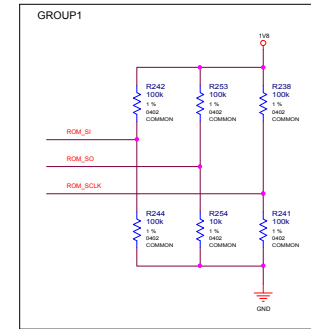 GROUP1
1V8
R242
100k
1 %
0402
COMMON
R253
100k
1 %
0402
COMMON
R238
100k
1 %
0402
COMMON
ROM_SI
ROM_SO
ROM_SCLK
R244
100k
1 %
0402
COMMON
R254
10k
1 %
0402
COMMON
R241
100k
1 %
0402
COMMON
GND